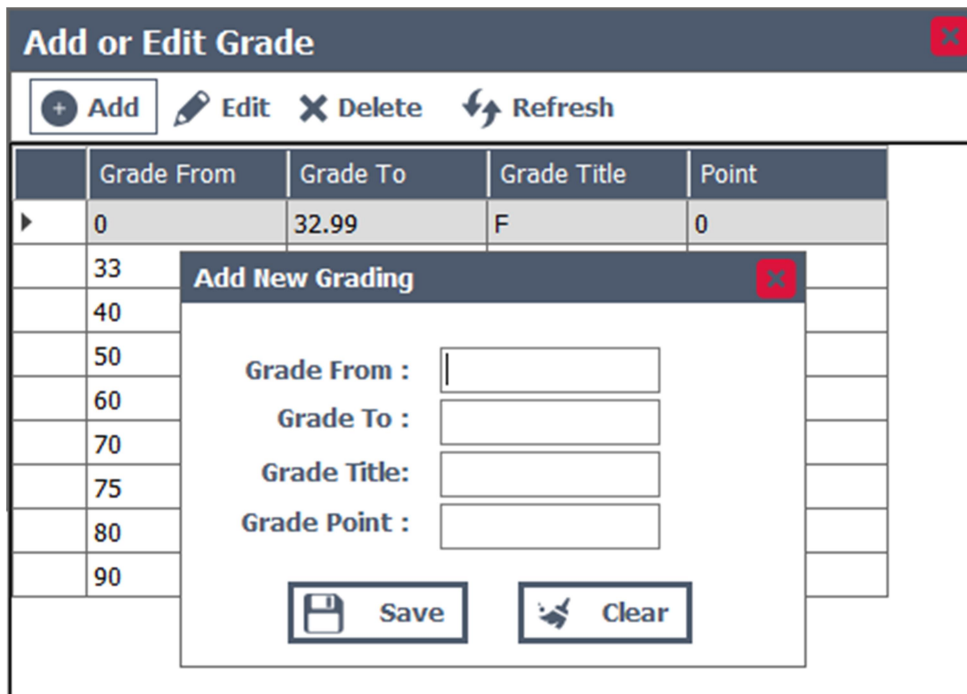 Add or Edit Grade
Add Edit Delete Refresh
Grade From Grade To Grade Title Point
0 32.99 F 0
33
40
50
60
70
75
80
90
Add New Grading
Grade From :
Grade To :
Grade Title:
Grade Point :
Save Clear